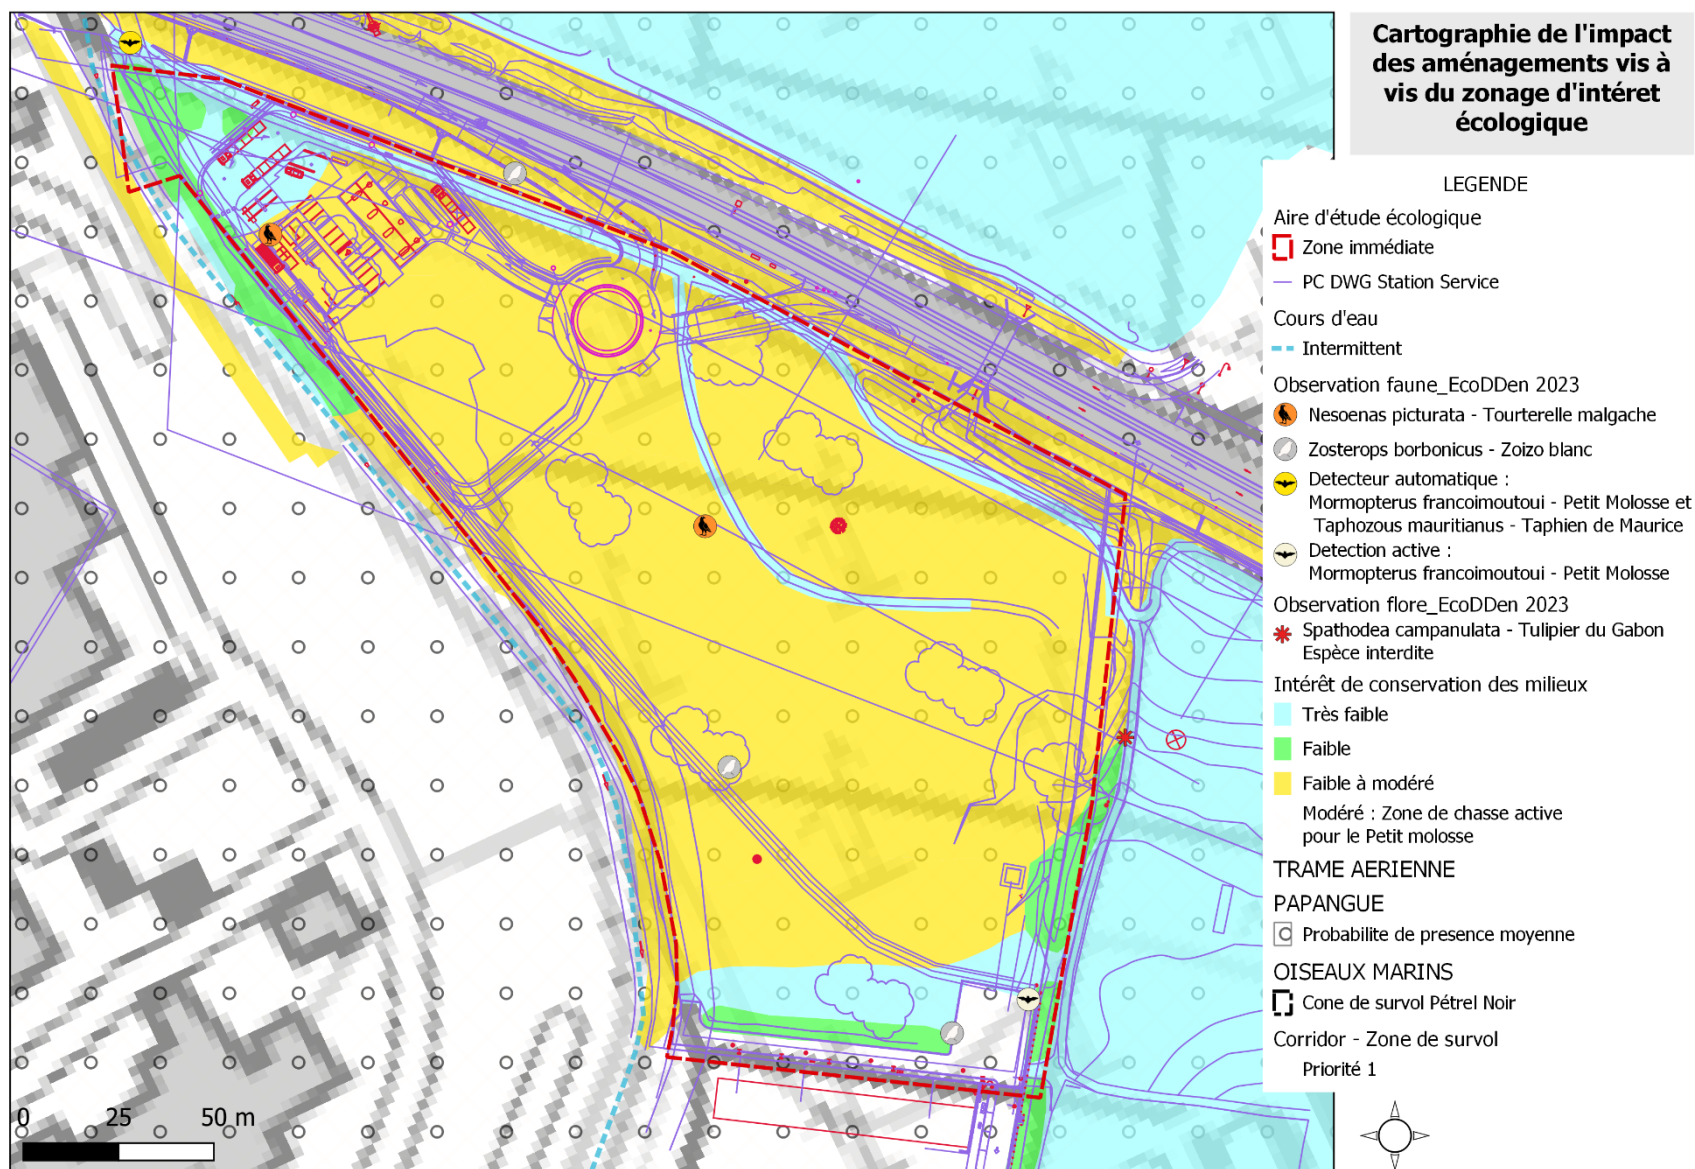 Cartographie de l'impact
des aménagements vis à
vis du zonage d'intéret
écologique
LEGENDE
Aire d'étude écologique
Zone immédiate
PC DWG Station Service
Cours d'eau
Intermittent
Observation faune_EcoDDen 2023
Nesoenas picturata - Tourterelle malgache
Zosterops borbonicus - Zoizo blanc
Detecteur automatique :
Mormopterus francoimoutoui - Petit Molosse et
Taphozous mauritianus - Taphien de Maurice
Detection active :
Mormopterus francoimoutoui - Petit Molosse
Observation flore_EcoDDen 2023
Spathodea campanulata - Tulipier du Gabon
Espèce interdite
Intérêt de conservation des milieux
Très faible
Faible
Faible à modéré
Modéré : Zone de chasse active
pour le Petit molosse
TRAME AERIENNE
PAPANGUE
Probabilite de presence moyenne
OISEAUX MARINS
Cone de survol Pétrel Noir
Corridor - Zone de survol
Priorité 1
0 25 50 m